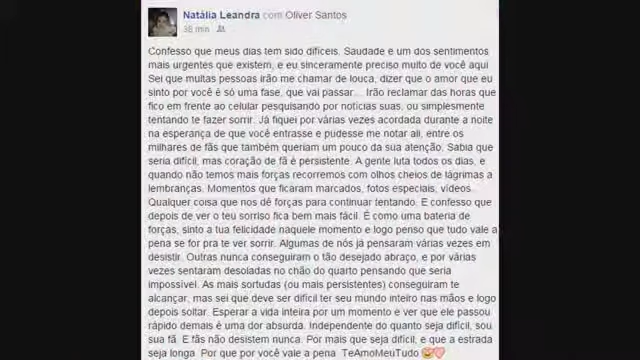 Natália Leandra com Oliver Santos
38 min
Confesso que meus dias tem sido difíceis. Saudade e um dos sentimentos
mais urgentes que existem, e eu sinceramente preciso muito de você aqui
Sei que muitas pessoas irão me chamar de louca, dizer que o amor que eu
sinto por você é só uma fase, que vai passar... Irão reclamar das horas que
fico em frente ao celular pesquisando por notícias suas, ou simplesmente
tentando te fazer sorrir. Já fiquei por várias vezes acordada durante a noite
na esperança de que você entrasse e pudesse me notar ali, entre os
milhares de fãs que também queriam um pouco da sua atenção. Sabia que
seria difícil, mas coração de fã é persistente. A gente luta todos os dias, e
quando não temos mais forças recorremos com olhos cheios de lágrimas a
lembranças. Momentos que ficaram marcados, fotos especiais, vídeos...
Qualquer coisa que nos dê forças para continuar tentando. E confesso que
depois de ver o teu sorriso fica bem mais fácil. É como uma bateria de
forças, sinto a tua felicidade naquele momento e logo penso que tudo vale a
pena se for pra te ver sorrir. Algumas de nós já pensaram várias vezes em
desistir. Outras nunca conseguiram o tão desejado abraço, e por várias
vezes sentaram desoladas no chão do quarto pensando que seria
impossível. As mais sortudas (ou mais persistentes) conseguiram te
alcançar, mas sei que deve ser difícil ter seu mundo inteiro nas mãos e logo
depois soltar. Esperar a vida inteira por um momento e ver que ele passou
rápido demais é uma dor absurda. Independente do quanto seja difícil, sou
sua fã. E fãs não desistem nunca. Por mais que seja difícil, e que a estrada
seja longa. Por que por você vale a pena TeAmoMeuTudo